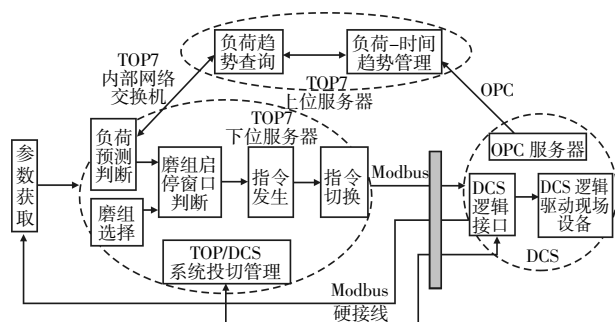 TOP7
内部网络
交换机
负荷趋
势查询
负荷-时间
趋势管理
TOP7
上位服务器
OPC
参
数
获
取
负荷
预测
判断
磨组
选择
TOP7
下位服务器
磨组启
停窗口
判断
指令
发生
指令
切换
TOP/DCS
系统投切管理
Modbus
OPC 服务器
DCS
逻辑
接口
DCS 逻辑
驱动现场
设备
DCS
Modbus
硬接线